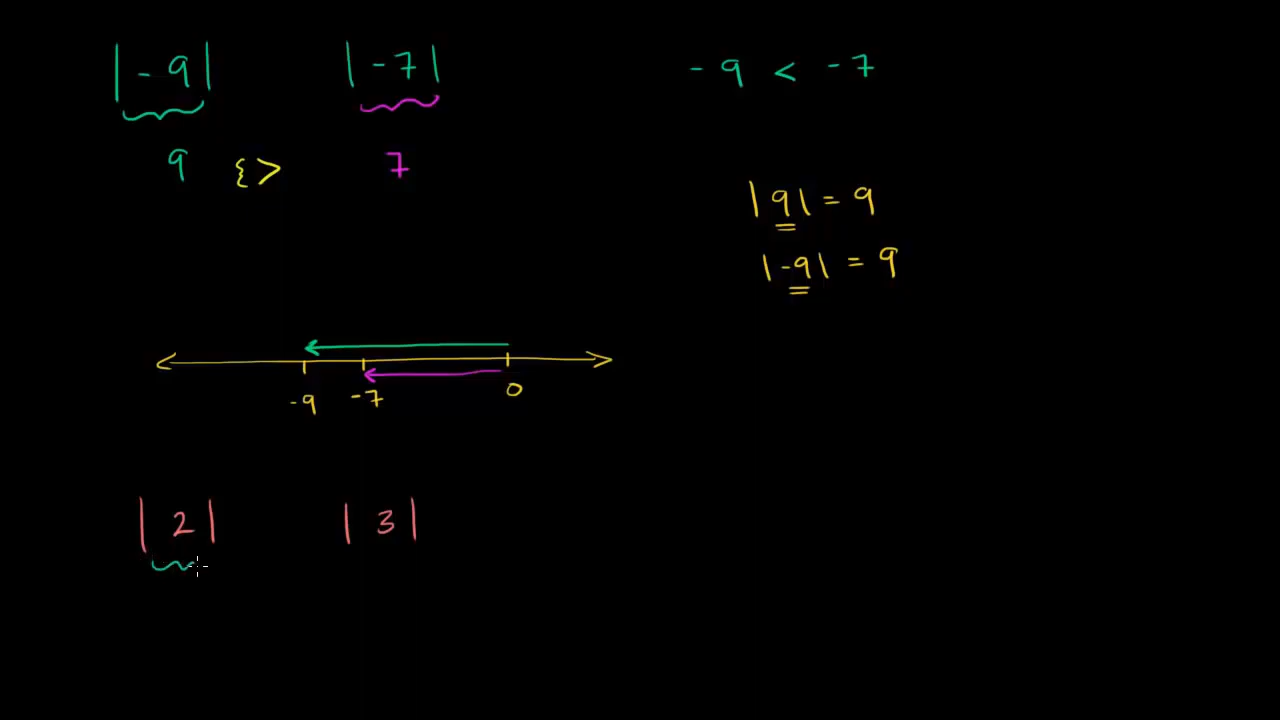 |-9| |-7| -9 < -7
9 {> 7
|9| = 9
|-9| = 9
-9 -7 0
|2| |3|